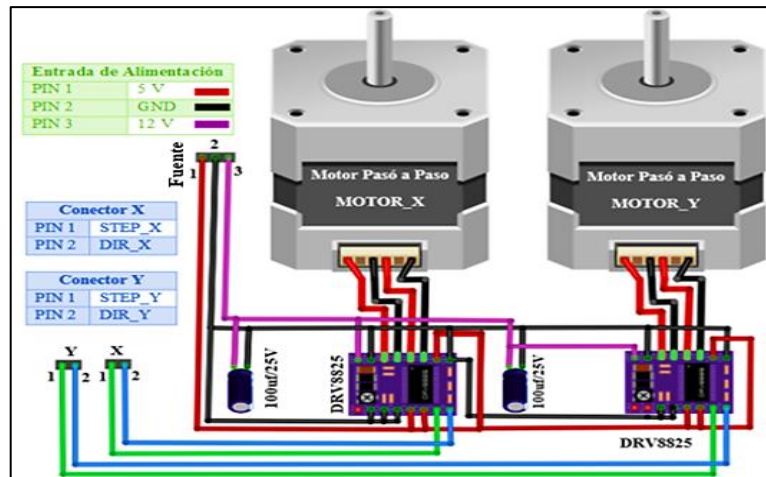 Entrada de Alimentación
PIN 1 5 V
PIN 2 GND
PIN 3 12 V
Fuente
1 2 3
Conector X
PIN 1 STEP_X
PIN 2 DIR_X
Conector Y
PIN 1 STEP_Y
PIN 2 DIR_Y
Y X
1 2 1 2
Motor Pasó a Paso
MOTOR_X
Motor Pasó a Paso
MOTOR_Y
100uf/25V
DRV8825
100uf/25V
DRV8825